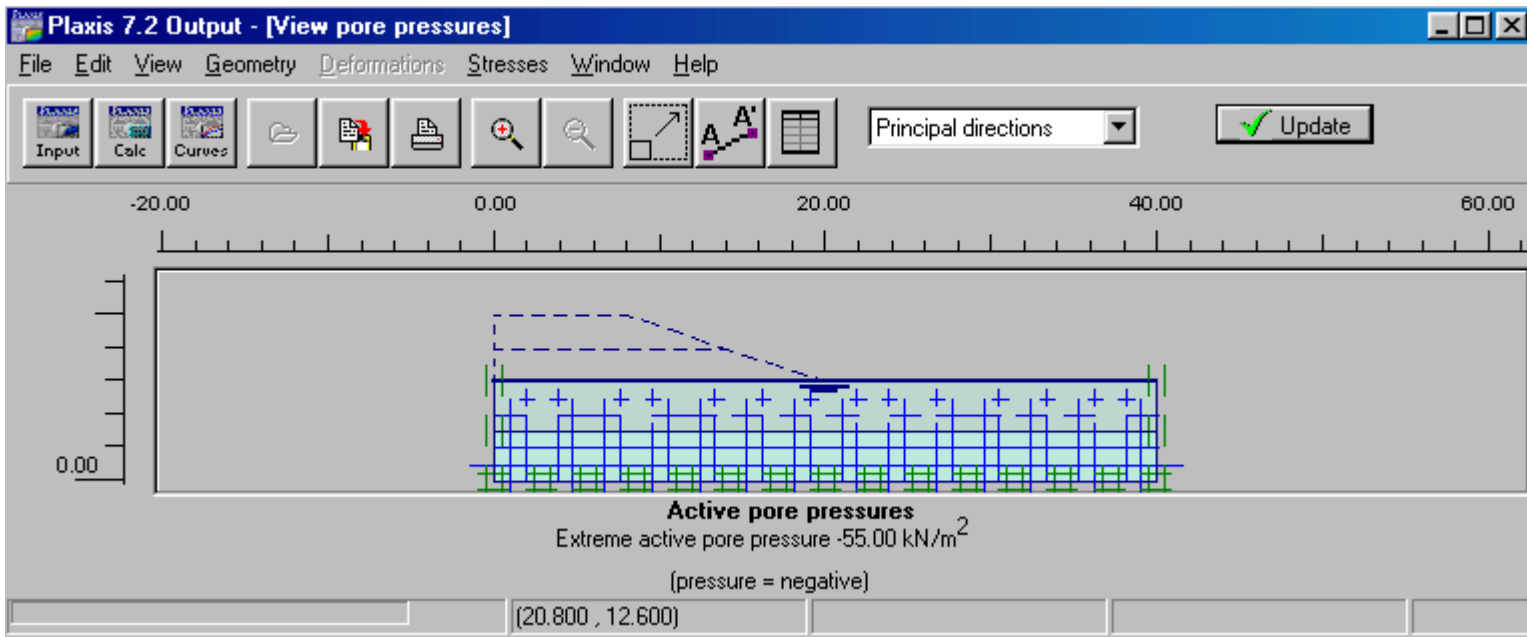 Plaxis 7.2 Output - [View pore pressures]
File Edit View Geometry Deformations Stresses Window Help
Input Calc Curves A A' Principal directions Update
-20.00 0.00 20.00 40.00 60.00
0.00
Active pore pressures
Extreme active pore pressure -55.00 kN/m²
(pressure = negative)
(20.800 , 12.600)